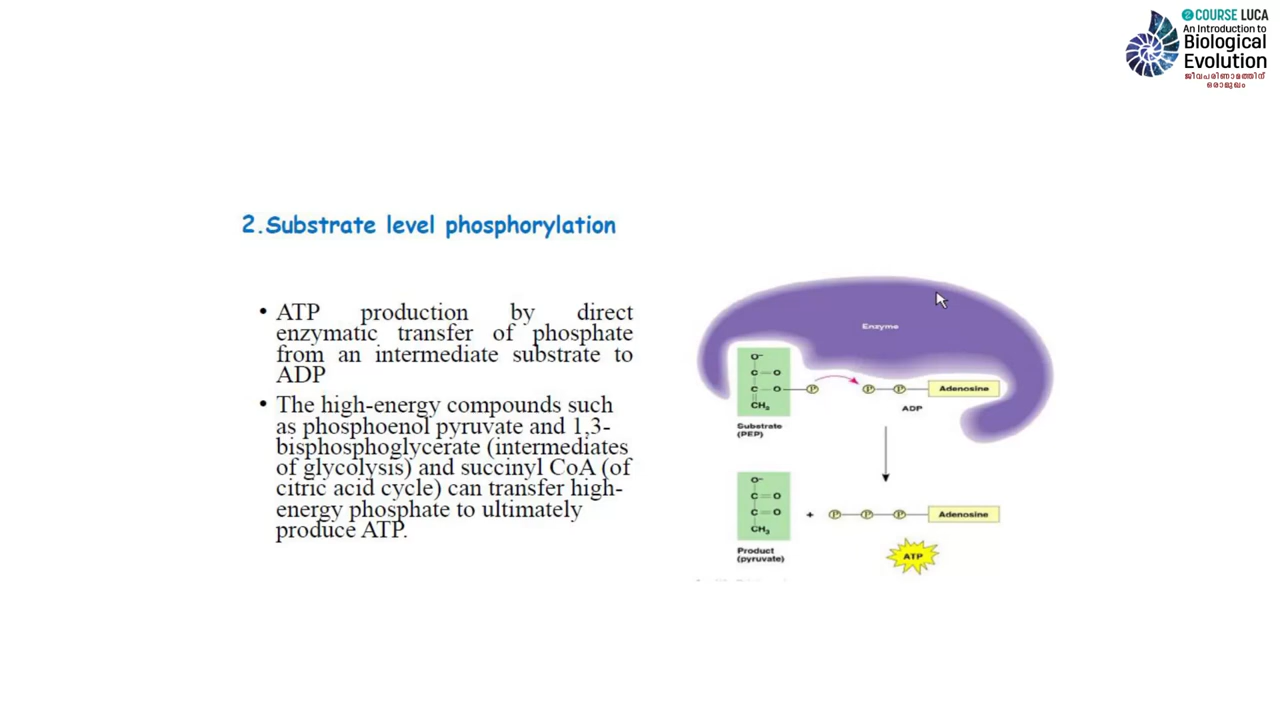 COURSE LUCA
An Introduction to
Biological
Evolution
ജീവപരിണാമത്തിന്
ഒരാമുഖം
2.Substrate level phosphorylation
• ATP production by direct
enzymatic transfer of phosphate
from an intermediate substrate to
ADP
• The high-energy compounds such
as phosphoenol pyruvate and 1,3-
bisphosphoglycerate (intermediates
of glycolysis) and succinyl CoA (of
citric acid cycle) can transfer high-
energy phosphate to ultimately
produce ATP.
Enzyme
O⁻
C = O
C — O — P P — P — Adenosine
CH₂
ADP
Substrate
(PEP)
O⁻
C = O
C = O + P — P — P — Adenosine
CH₃
Product
(pyruvate)
ATP